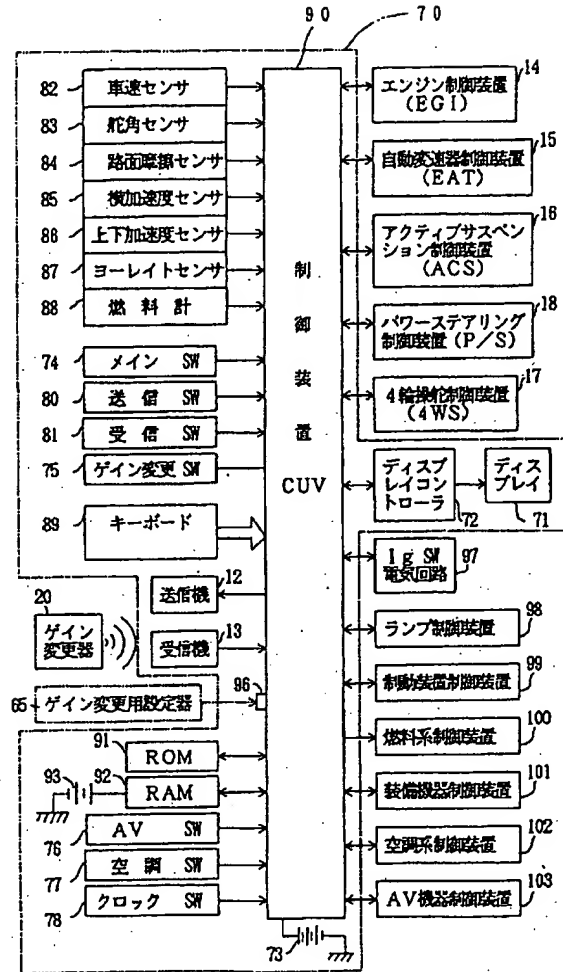 90
70
82
車速センサ
83
舵角センサ
84
路面摩擦センサ
85
横加速度センサ
86
上下加速度センサ
87
ヨーレイトセンサ
88
燃料計
74
メイン SW
80
送信 SW
81
受信 SW
75
ゲイン変更 SW
89
キーボード
12
送信機
20
ゲイン
変更器
13
受信機
65
ゲイン変更用設定器
96
91
ROM
92
RAM
93
76
AV SW
77
空調 SW
78
クロック SW
73
制
御
装
置
CUV
14
エンジン制御装置
(EGI)
15
自動変速器制御装置
(EAT)
16
アクティブサスペン
ション制御装置
(ACS)
18
パワーステアリング
制御装置(P/S)
17
4輪操舵制御装置
(4WS)
ディスプ
レイコント
ローラ
72
ディス
プレイ
71
Ig SW
電気回路
97
ランプ制御装置
98
制動装置制御装置
99
燃料系制御装置
100
装備機器制御装置
101
空調系制御装置
102
AV機器制御装置
103